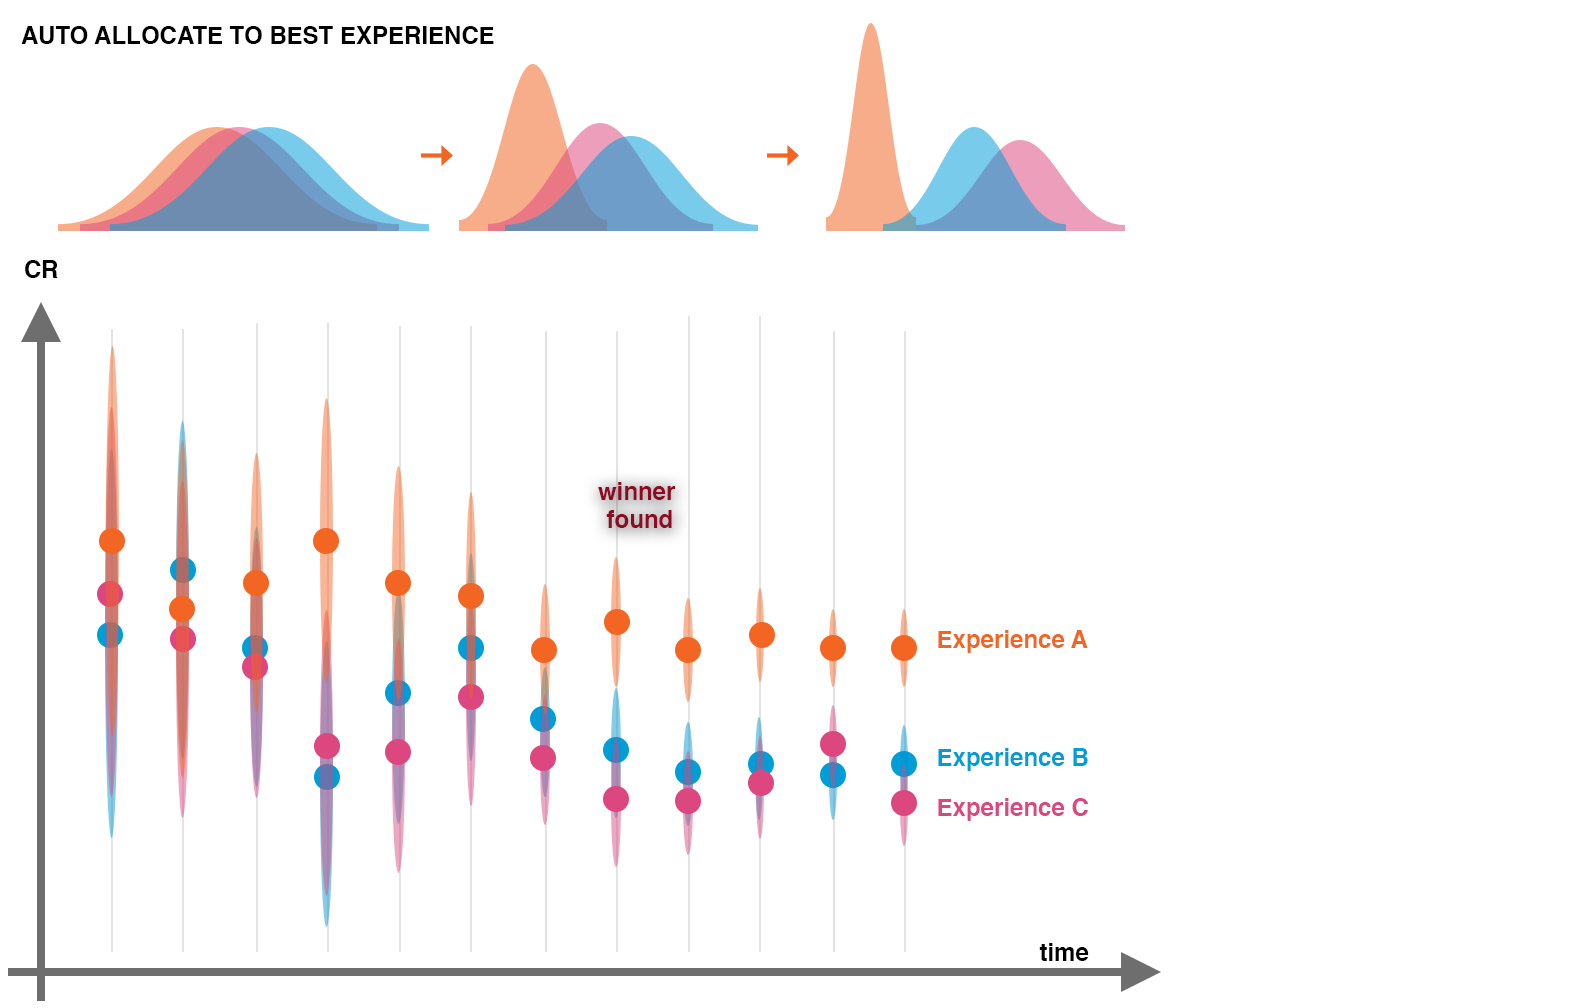 AUTO ALLOCATE TO BEST EXPERIENCE
CR
winner
found
Experience A
Experience B
Experience C
time